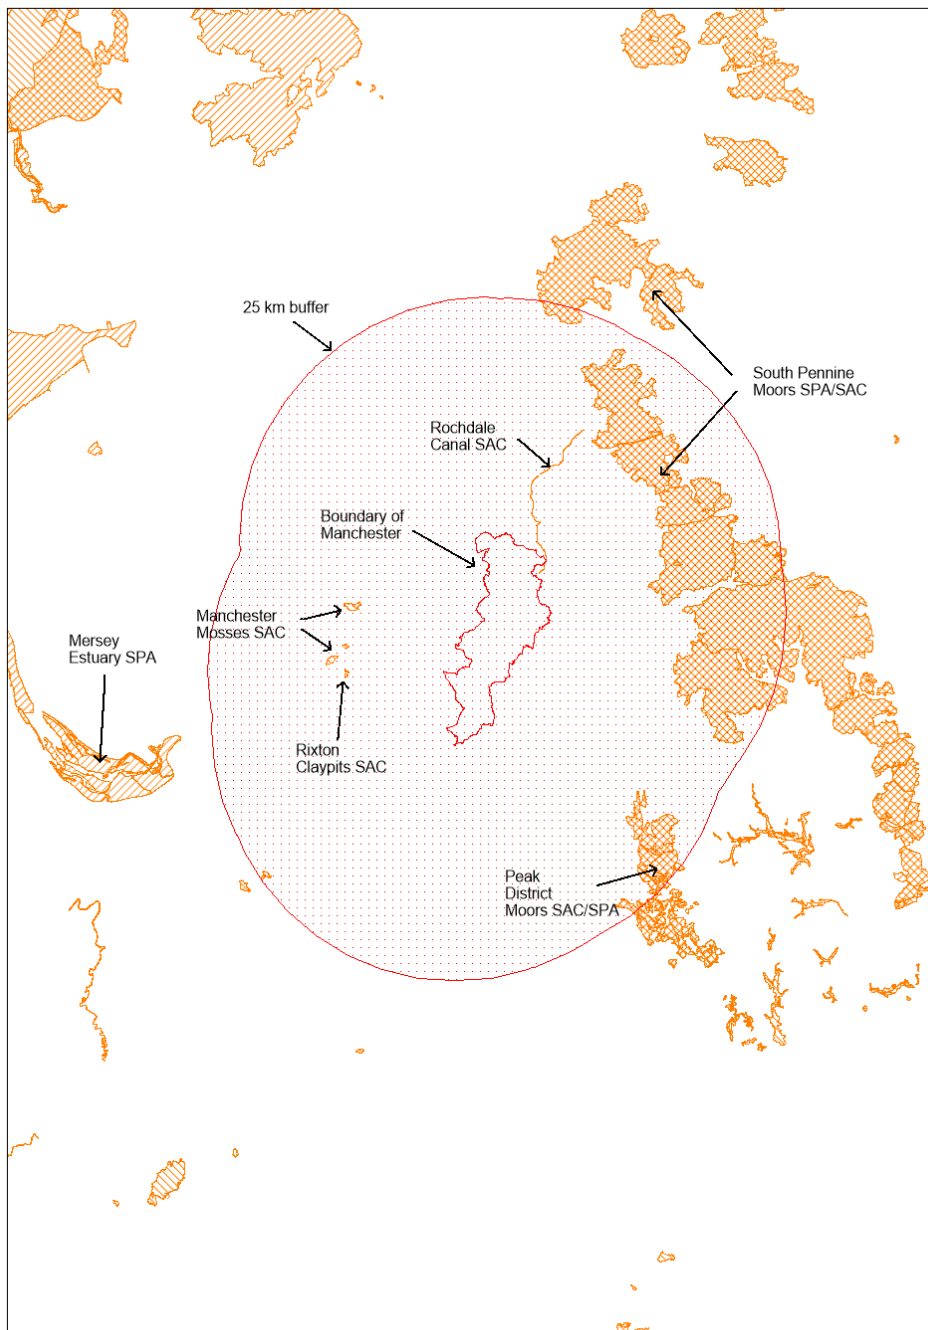 25 km buffer
South Pennine
Moors SPA/SAC
Rochdale
Canal SAC
Boundary of
Manchester
Manchester
Mosses SAC
Mersey
Estuary SPA
Rixton
Claypits SAC
Peak
District
Moors SAC/SPA